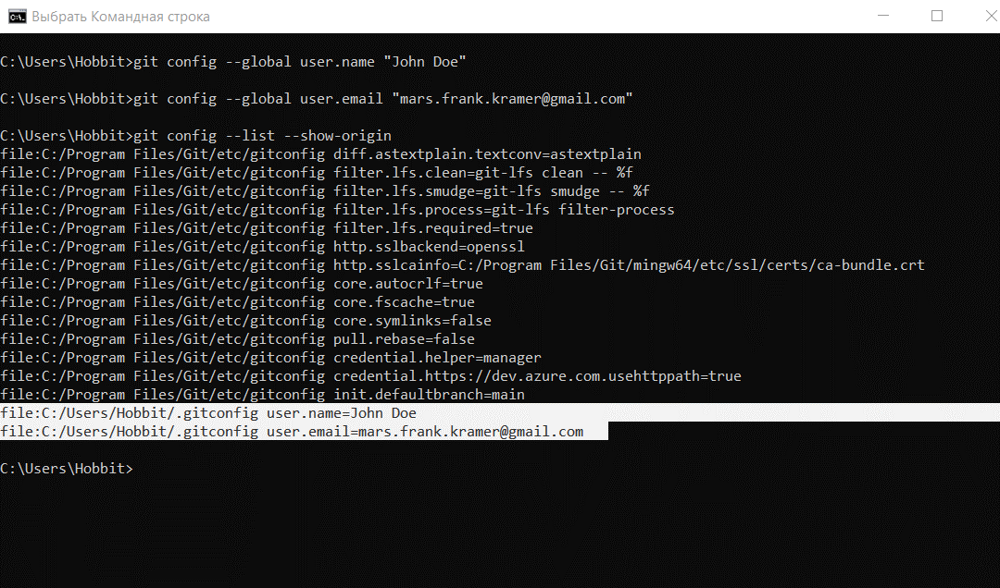 Выбрать Командная строка
C:\Users\Hobbit>git config --global user.name "John Doe"
C:\Users\Hobbit>git config --global user.email "mars.frank.kramer@gmail.com"
C:\Users\Hobbit>git config --list --show-origin
file:C:/Program Files/Git/etc/gitconfig diff.astextplain.textconv=astextplain
file:C:/Program Files/Git/etc/gitconfig filter.lfs.clean=git-lfs clean -- %f
file:C:/Program Files/Git/etc/gitconfig filter.lfs.smudge=git-lfs smudge -- %f
file:C:/Program Files/Git/etc/gitconfig filter.lfs.process=git-lfs filter-process
file:C:/Program Files/Git/etc/gitconfig filter.lfs.required=true
file:C:/Program Files/Git/etc/gitconfig http.sslbackend=openssl
file:C:/Program Files/Git/etc/gitconfig http.sslcainfo=C:/Program Files/Git/mingw64/etc/ssl/certs/ca-bundle.crt
file:C:/Program Files/Git/etc/gitconfig core.autocrlf=true
file:C:/Program Files/Git/etc/gitconfig core.fscache=true
file:C:/Program Files/Git/etc/gitconfig core.symlinks=false
file:C:/Program Files/Git/etc/gitconfig pull.rebase=false
file:C:/Program Files/Git/etc/gitconfig credential.helper=manager
file:C:/Program Files/Git/etc/gitconfig credential.https://dev.azure.com.usehttppath=true
file:C:/Program Files/Git/etc/gitconfig init.defaultbranch=main
file:C:/Users/Hobbit/.gitconfig user.name=John Doe
file:C:/Users/Hobbit/.gitconfig user.email=mars.frank.kramer@gmail.com
C:\Users\Hobbit>